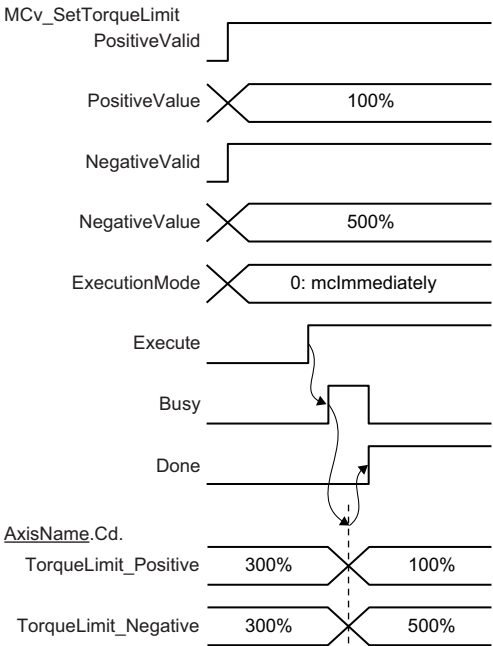 MCv_SetTorqueLimit
PositiveValid
PositiveValue 100%
NegativeValid
NegativeValue 500%
ExecutionMode 0: mcImmediately
Execute
Busy
Done
AxisName.Cd.
TorqueLimit_Positive 300% 100%
TorqueLimit_Negative 300% 500%